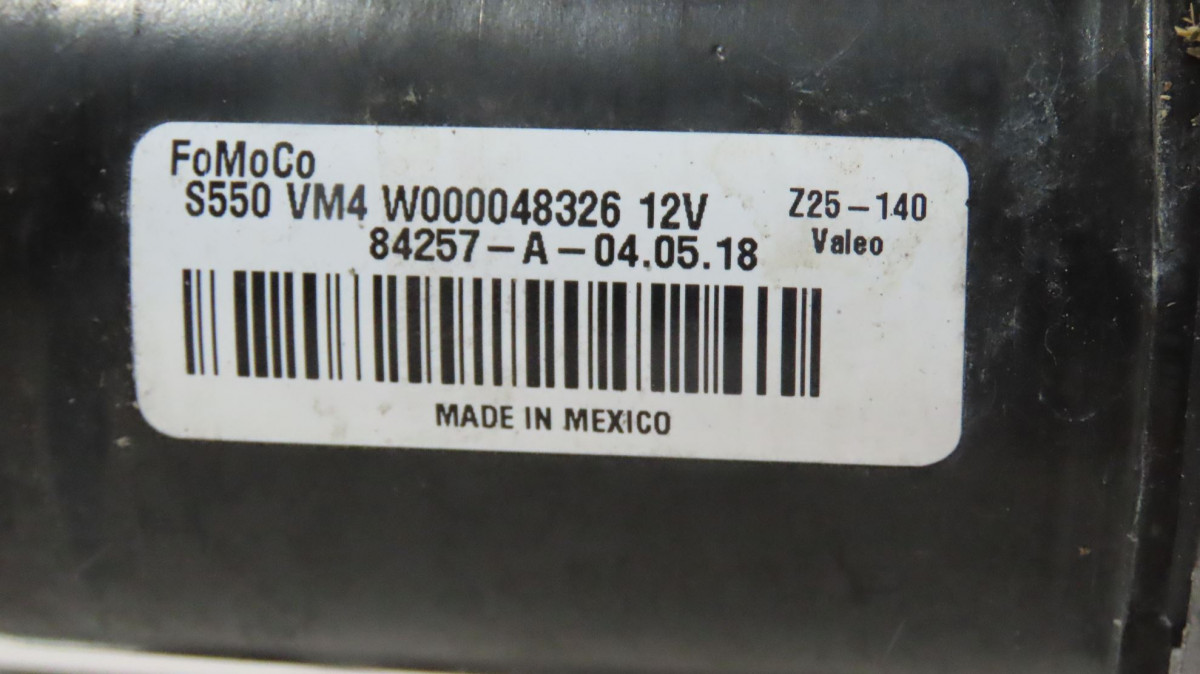 FoMoCo
S550 VM4 W000048326 12V Z25-140
84257-A-04.05.18 Valeo
MADE IN MEXICO